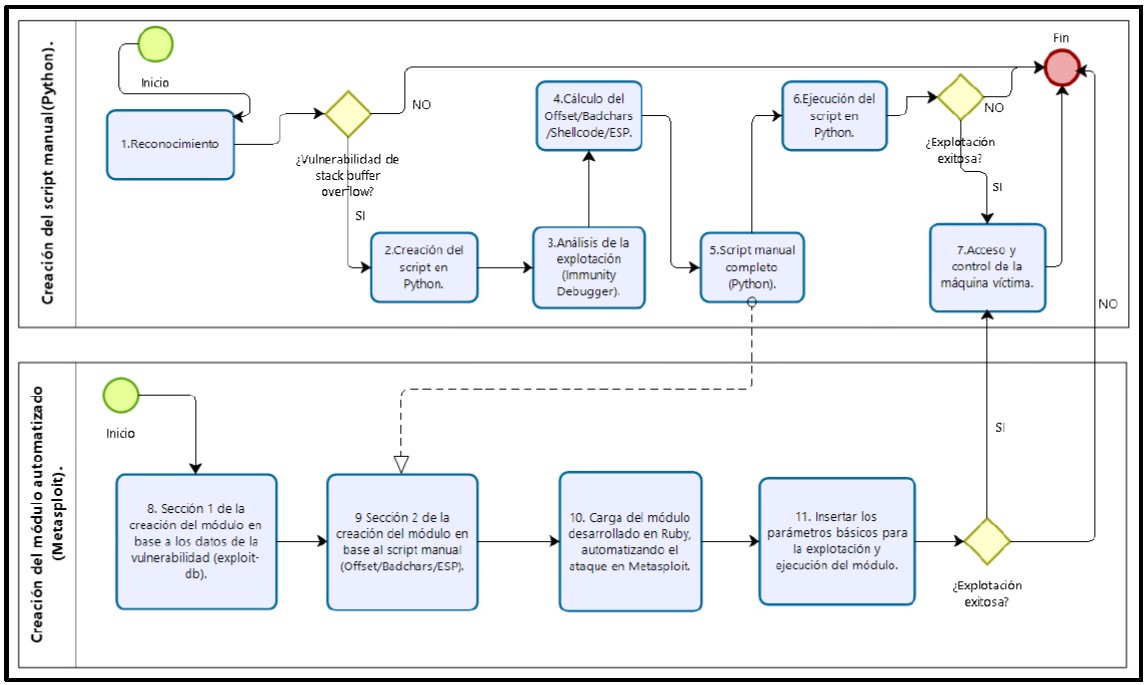 Creación del script manual(Python).
Inicio
1.Reconocimiento
¿Vulnerabilidad de
stack buffer
overflow?
NO
SI
2.Creación del
script en
Python.
3.Análisis de la
explotación
(Immunity
Debugger).
4.Cálculo del
Offset/Badchars
/Shellcode/ESP.
5.Script manual
completo
(Python).
6.Ejecución del
script en
Python.
¿Explotación
exitosa?
NO
SI
7.Acceso y
control de la
máquina víctima.
Fin
NO
Creación del módulo automatizado
(Metasploit).
Inicio
8. Sección 1 de la
creación del módulo en
base a los datos de la
vulnerabilidad (exploit-
db).
9 Sección 2 de la
creación del módulo en
base al script manual
(Offset/Badchars/ESP).
10. Carga del módulo
desarrollado en Ruby,
automatizando el
ataque en Metasploit.
11. Insertar los
parámetros básicos para
la explotación y
ejecución del módulo.
¿Explotación
exitosa?
SI